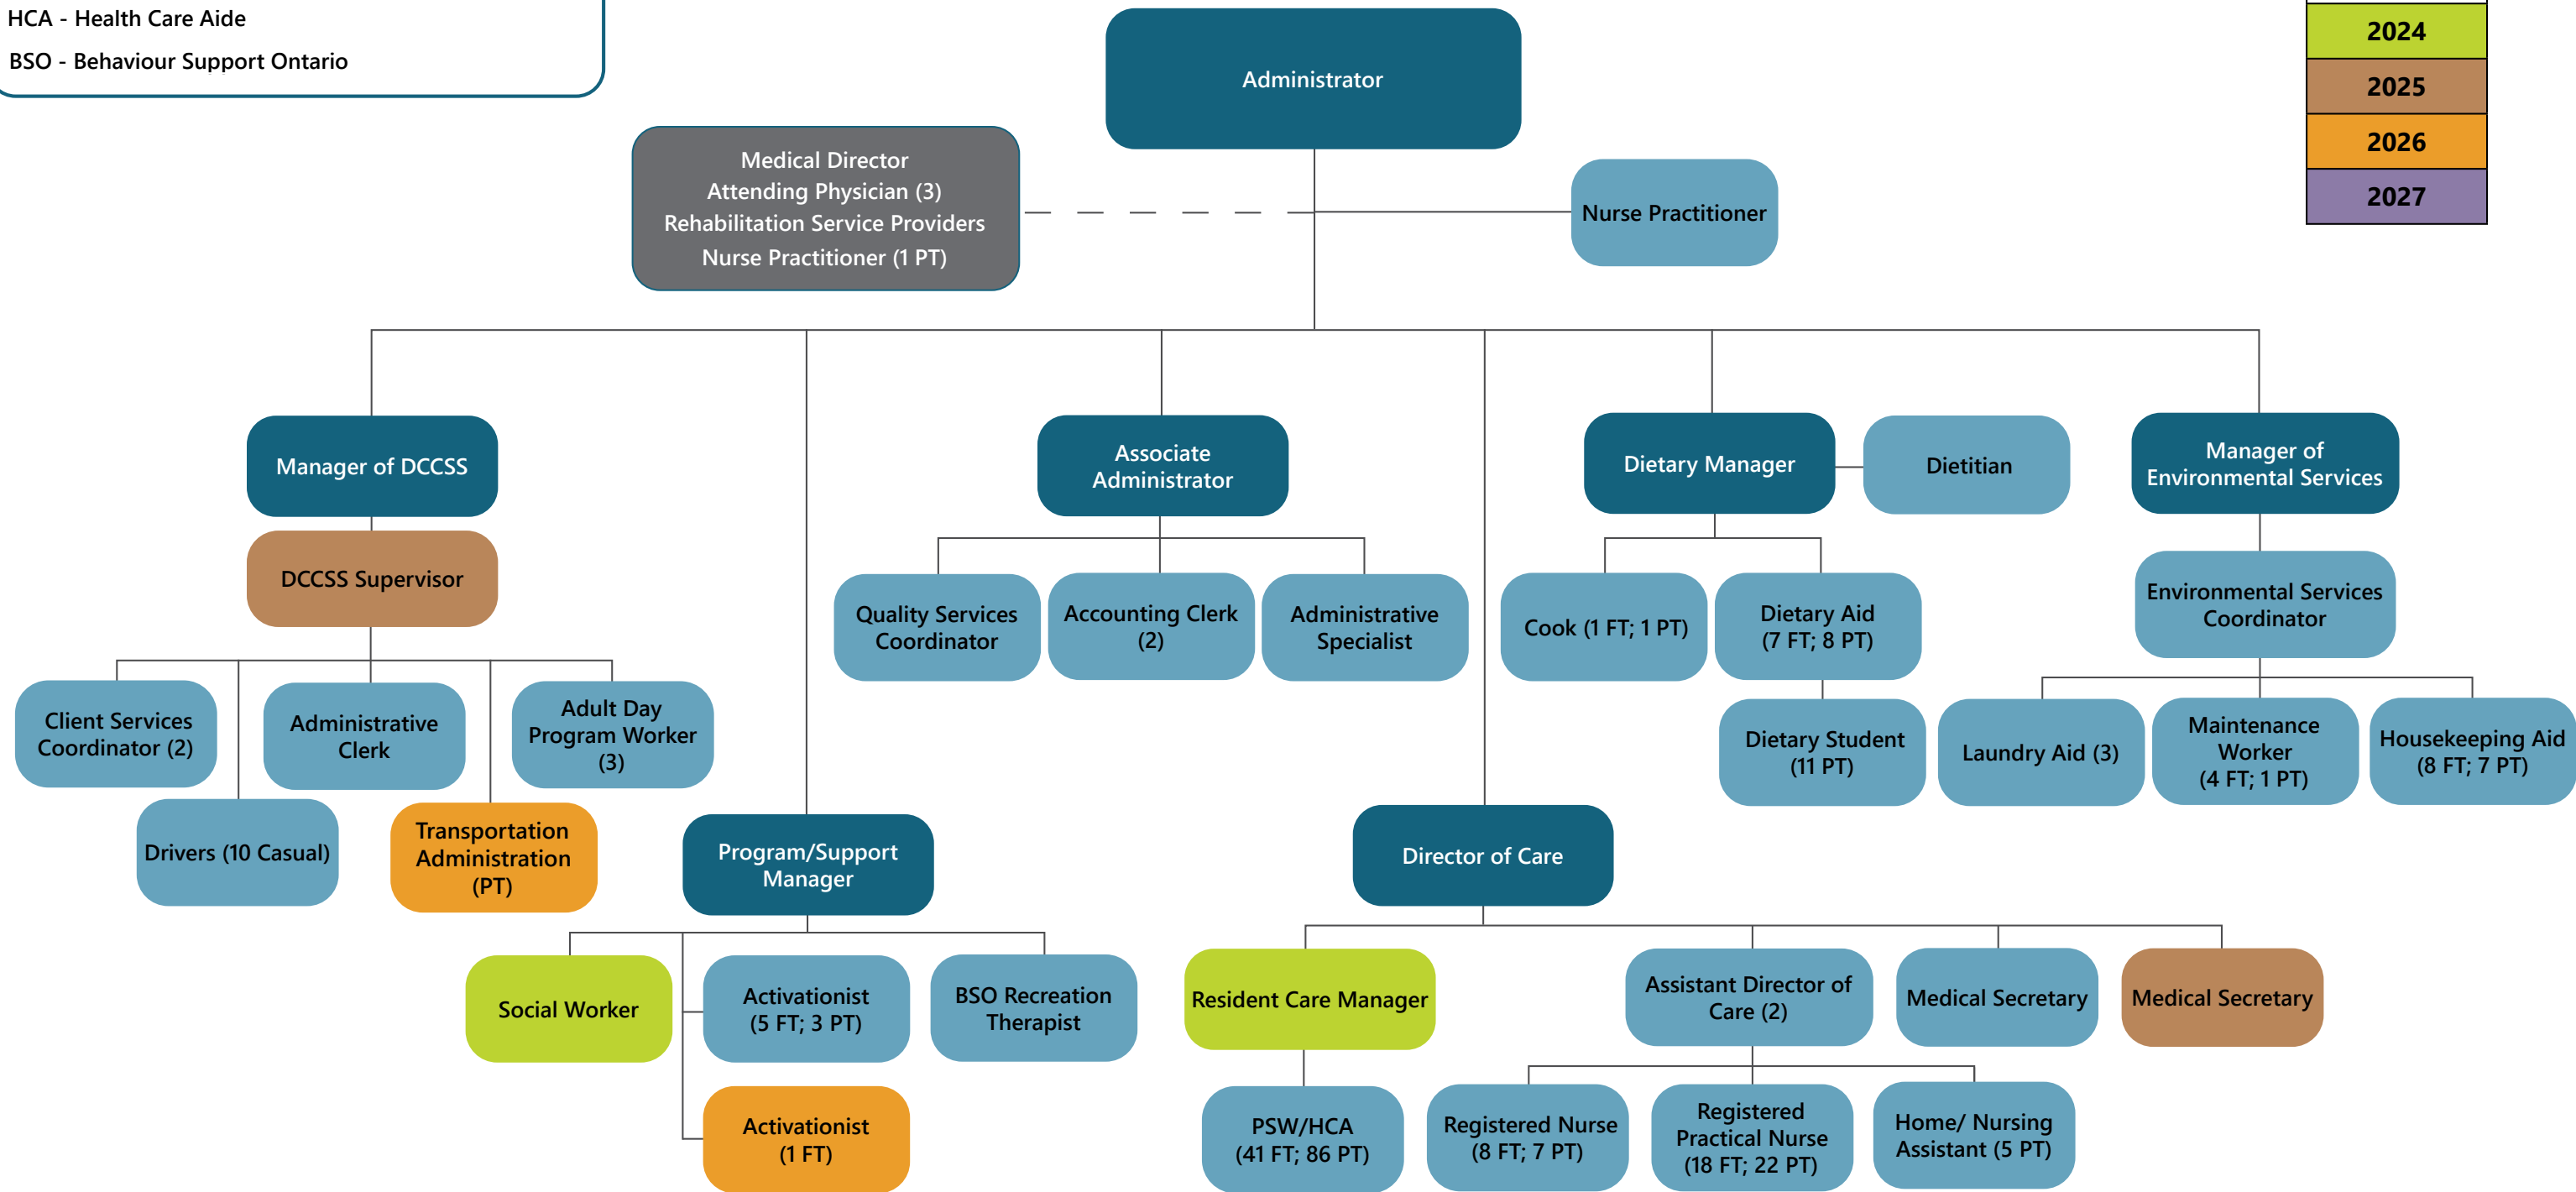 HCA - Health Care Aide
BSO - Behaviour Support Ontario
2024
2025
2026
2027
Administrator
Medical Director
Attending Physician (3)
Rehabilitation Service Providers
Nurse Practitioner (1 PT)
Nurse Practitioner
Manager of DCCSS
Associate
Administrator
Dietary Manager
Dietitian
Manager of
Environmental Services
DCCSS Supervisor
Quality Services
Coordinator
Accounting Clerk
(2)
Administrative
Specialist
Cook (1 FT; 1 PT)
Dietary Aid
(7 FT; 8 PT)
Environmental Services
Coordinator
Client Services
Coordinator (2)
Administrative
Clerk
Adult Day
Program Worker
(3)
Dietary Student
(11 PT)
Laundry Aid (3)
Maintenance
Worker
(4 FT; 1 PT)
Housekeeping Aid
(8 FT; 7 PT)
Drivers (10 Casual)
Transportation
Administration
(PT)
Program/Support
Manager
Director of Care
Social Worker
Activationist
(5 FT; 3 PT)
BSO Recreation
Therapist
Resident Care Manager
Assistant Director of
Care (2)
Medical Secretary
Medical Secretary
Activationist
(1 FT)
PSW/HCA
(41 FT; 86 PT)
Registered Nurse
(8 FT; 7 PT)
Registered
Practical Nurse
(18 FT; 22 PT)
Home/ Nursing
Assistant (5 PT)